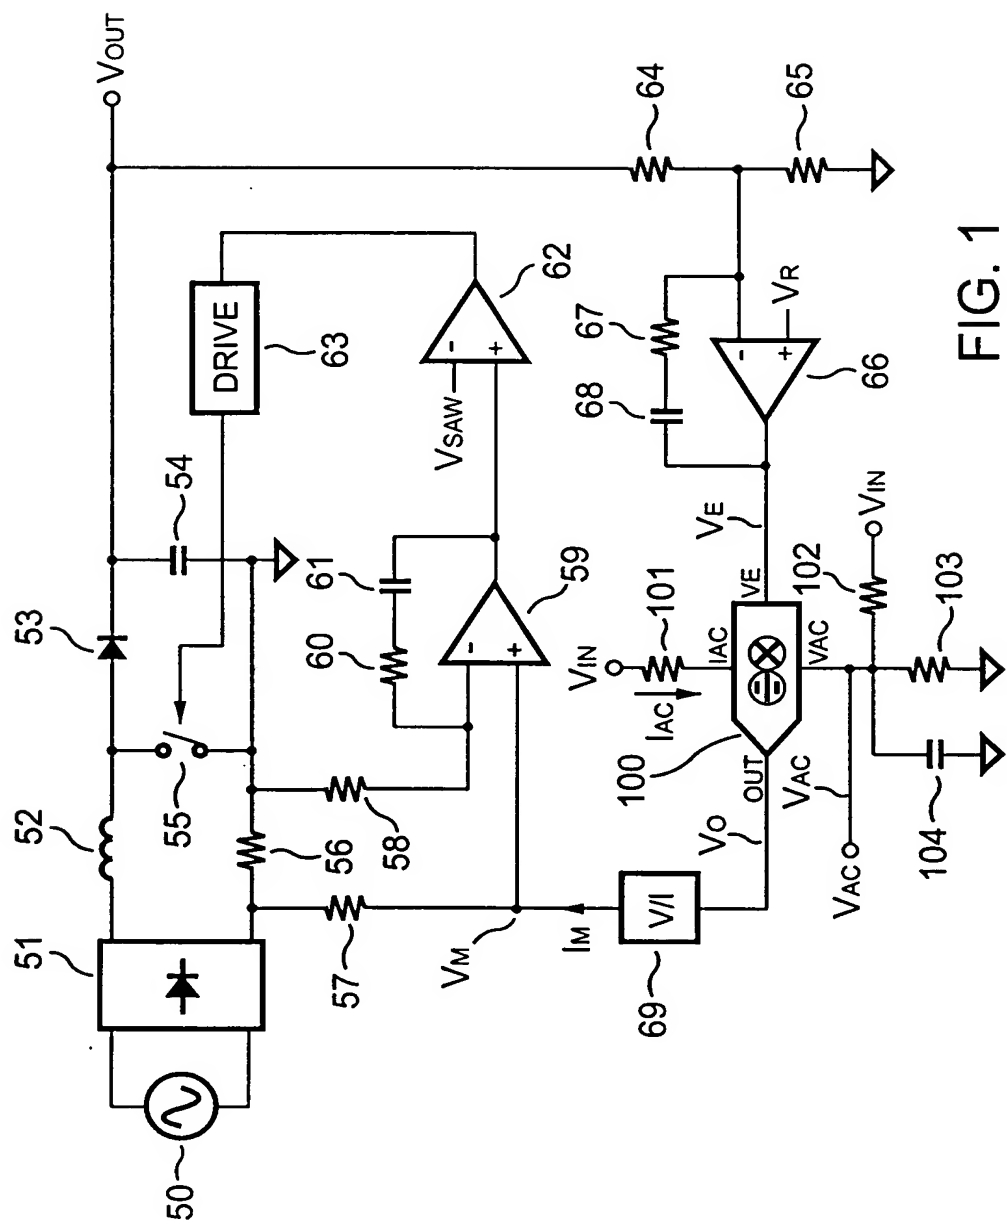 VOUT
51
52
53
54
55
50
56
57
58
60
61
59
62
DRIVE
63
VSAW
-
+
-
+
64
65
67
68
-
+
VR
66
VM
IM
V/I
69
VO
OUT
100
VIN
101
IAC
IAC
VE
VE
VAC
VAC
VAC
102
VIN
103
104
FIG. 1